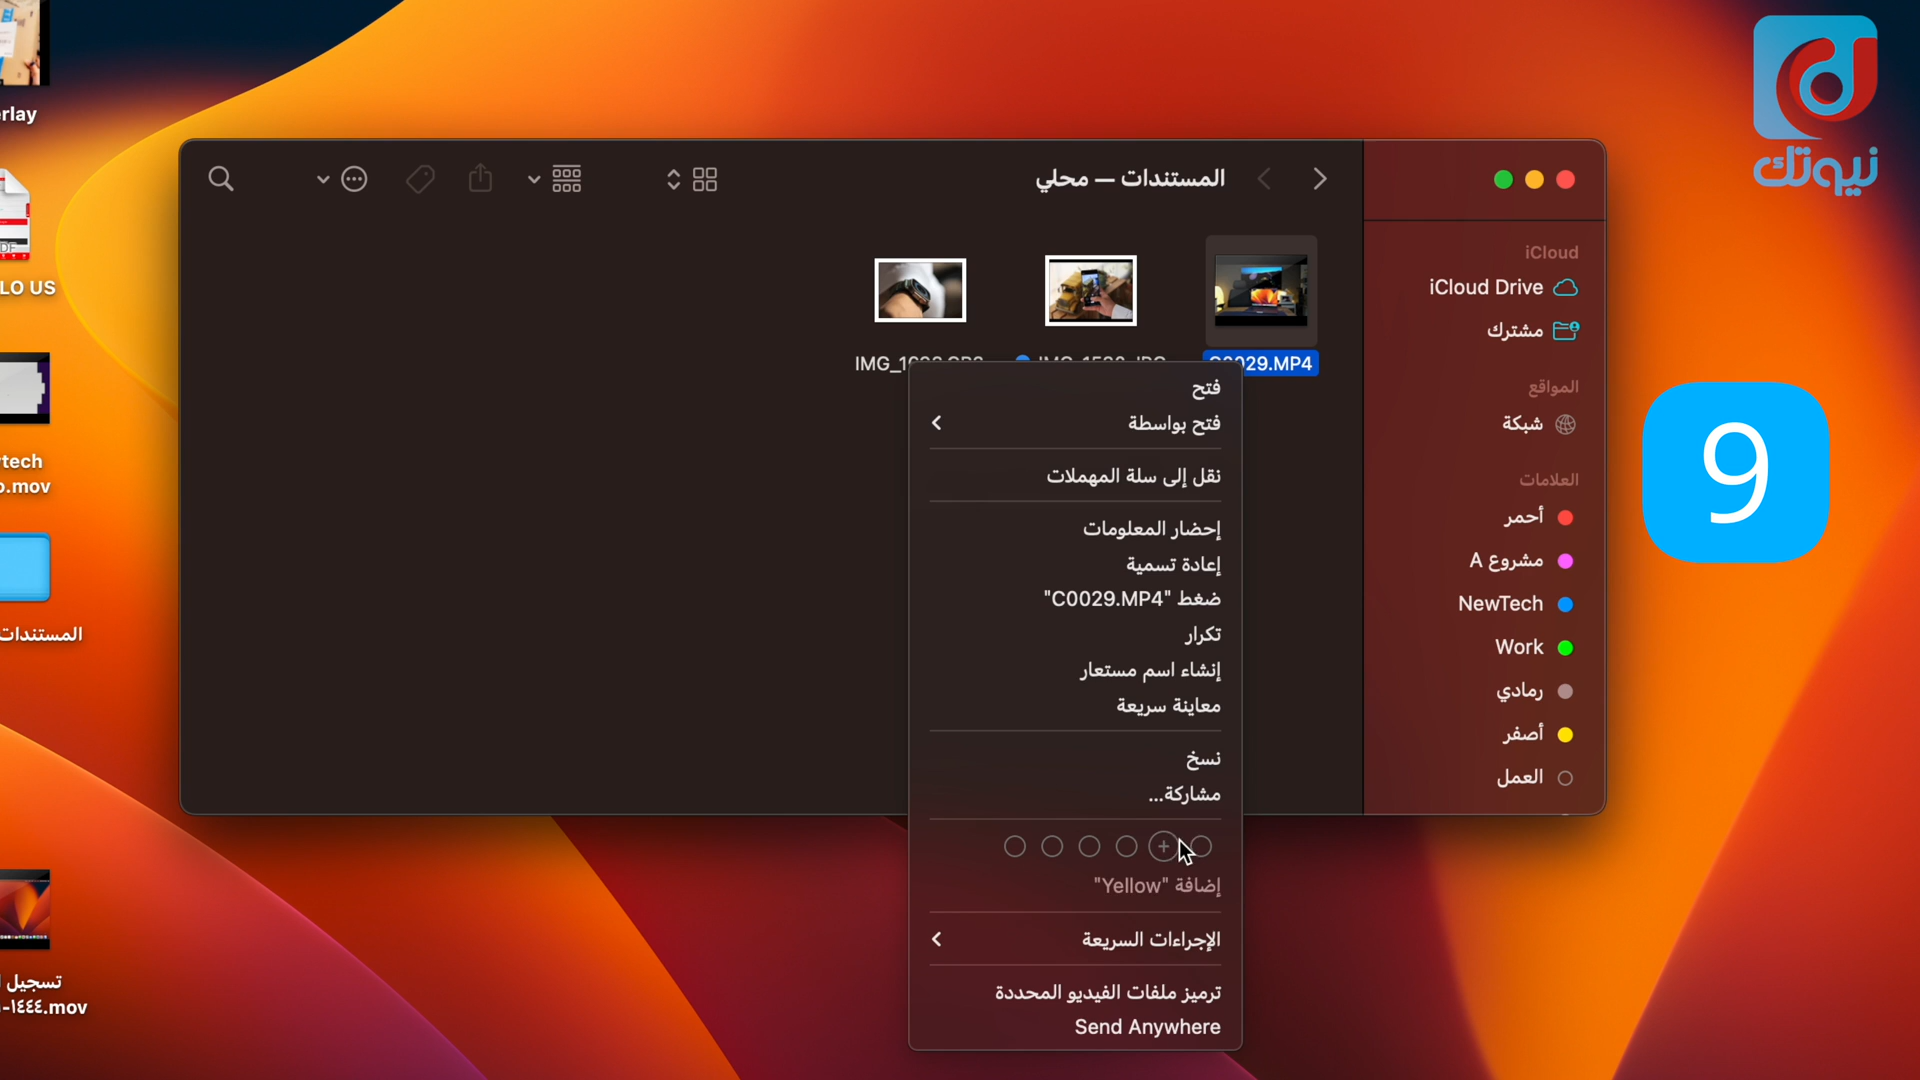 نيوتك
المستندات — محلي
iCloud
iCloud Drive
مشترك
المواقع
شبكة
العلامات
أحمر
مشروع A
NewTech
Work
رمادي
أصفر
العمل
9
C0029.MP4
فتح
فتح بواسطة
نقل إلى سلة المهملات
إحضار المعلومات
إعادة تسمية
ضغط "C0029.MP4"
تكرار
إنشاء اسم مستعار
معاينة سريعة
نسخ
مشاركة...
إضافة "Yellow"
الإجراءات السريعة
ترميز ملفات الفيديو المحددة
Send Anywhere
rlay
LO US
tech
o.mov
المستندات
تسجيل
-١٤٤٤.mov